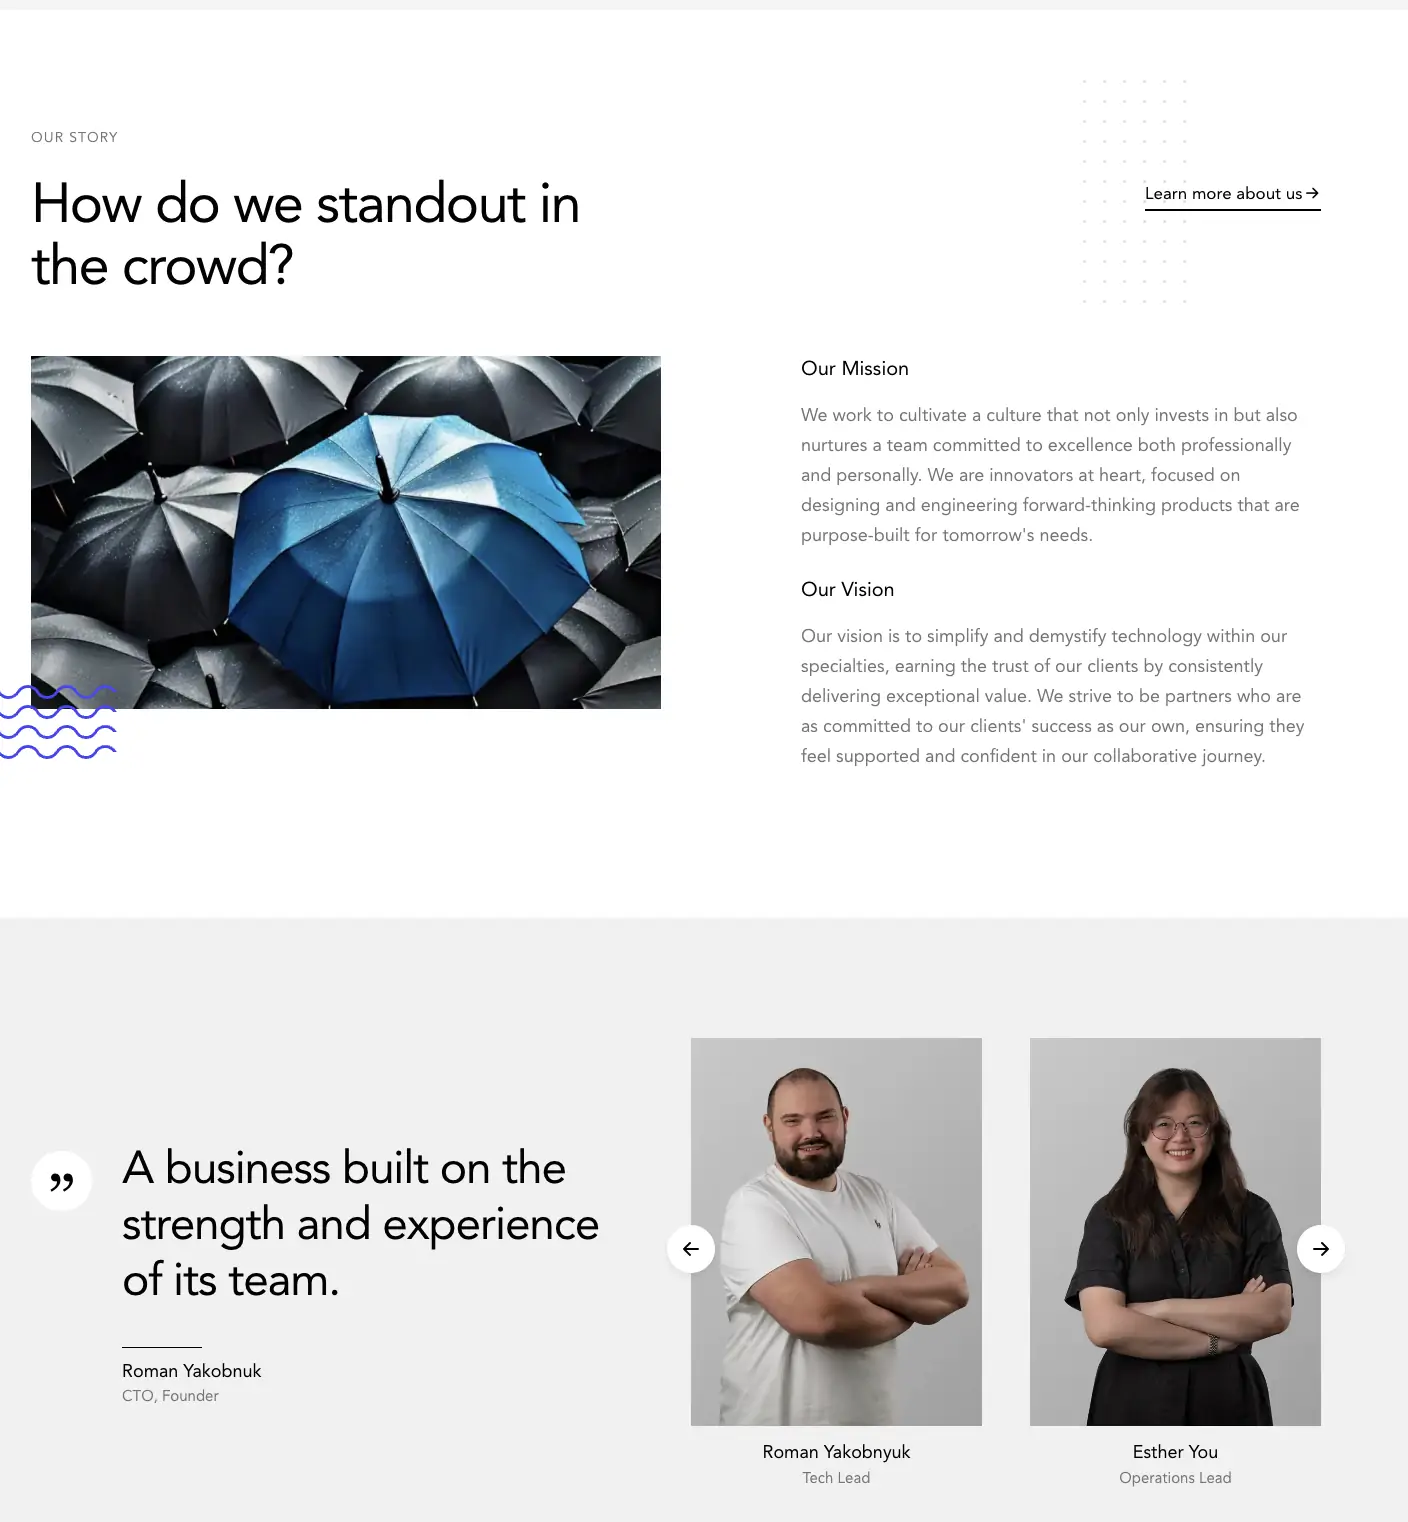 OUR STORY
How do we standout in
the crowd?
Learn more about us →
Our Mission
We work to cultivate a culture that not only invests in but also
nurtures a team committed to excellence both professionally
and personally. We are innovators at heart, focused on
designing and engineering forward-thinking products that are
purpose-built for tomorrow's needs.
Our Vision
Our vision is to simplify and demystify technology within our
specialties, earning the trust of our clients by consistently
delivering exceptional value. We strive to be partners who are
as committed to our clients' success as our own, ensuring they
feel supported and confident in our collaborative journey.
”
A business built on the
strength and experience
of its team.
Roman Yakobnuk
CTO, Founder
←
→
Roman Yakobnyuk
Tech Lead
Esther You
Operations Lead